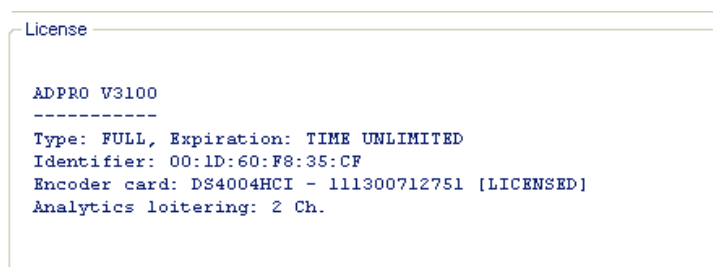 License
ADPRO V3100
-----------
Type: FULL, Expiration: TIME UNLIMITED
Identifier: 00:1D:60:F8:35:CF
Encoder card: DS4004HCI - 111300712751 [LICENSED]
Analytics loitering: 2 Ch.